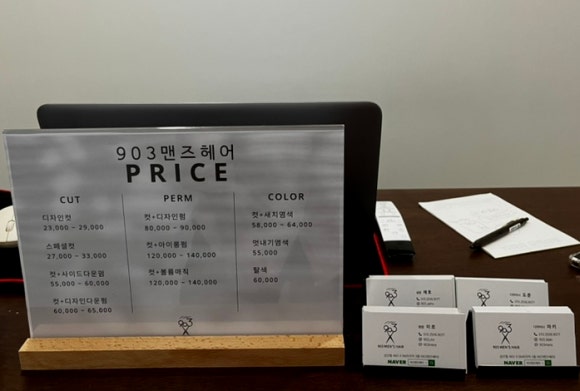 903맨즈헤어
PRICE
CUT
디자인컷
23,000 ~ 29,000
스페셜컷
27,000 ~ 33,000
컷+사이드다운펌
55,000 ~ 60,000
컷+디자인다운펌
60,000 ~ 65,000
PERM
컷+디자인펌
80,000 ~ 90,000
컷+아이롱펌
120,000 ~ 140,000
컷+볼륨매직
120,000 ~ 140,000
COLOR
컷+새치염색
58,000 ~ 64,000
멋내기염색
55,000
탈색
60,000
903 MEN'S HAIR
NAVER
NAVER